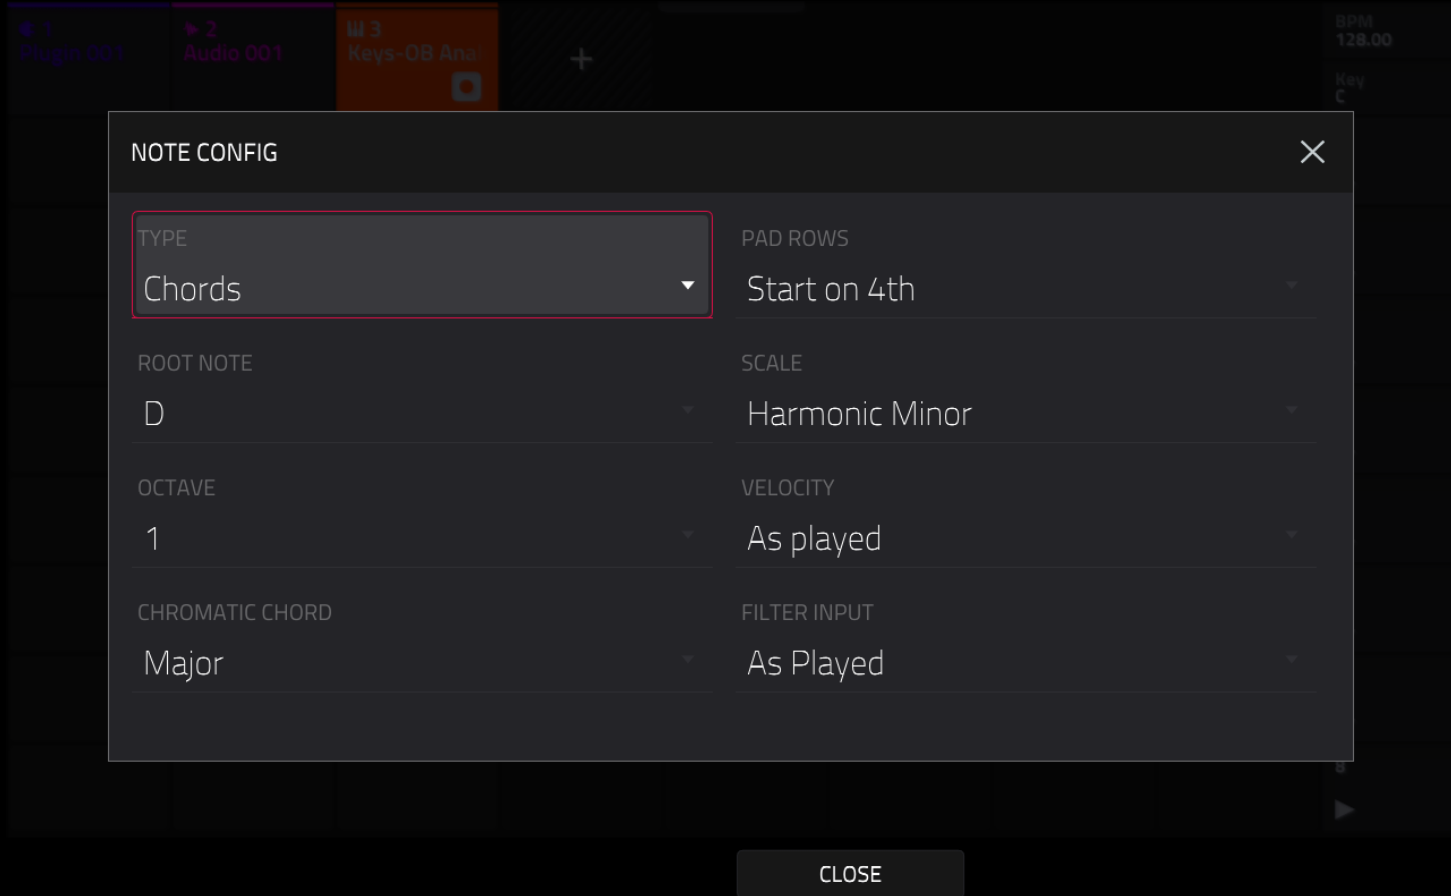 1
Plugin 001
2
Audio 001
3
Keys-OB Ana
+
BPM
128.00
Key
C
NOTE CONFIG
TYPE
Chords
PAD ROWS
Start on 4th
ROOT NOTE
D
SCALE
Harmonic Minor
OCTAVE
1
VELOCITY
As played
CHROMATIC CHORD
Major
FILTER INPUT
As Played
8
CLOSE